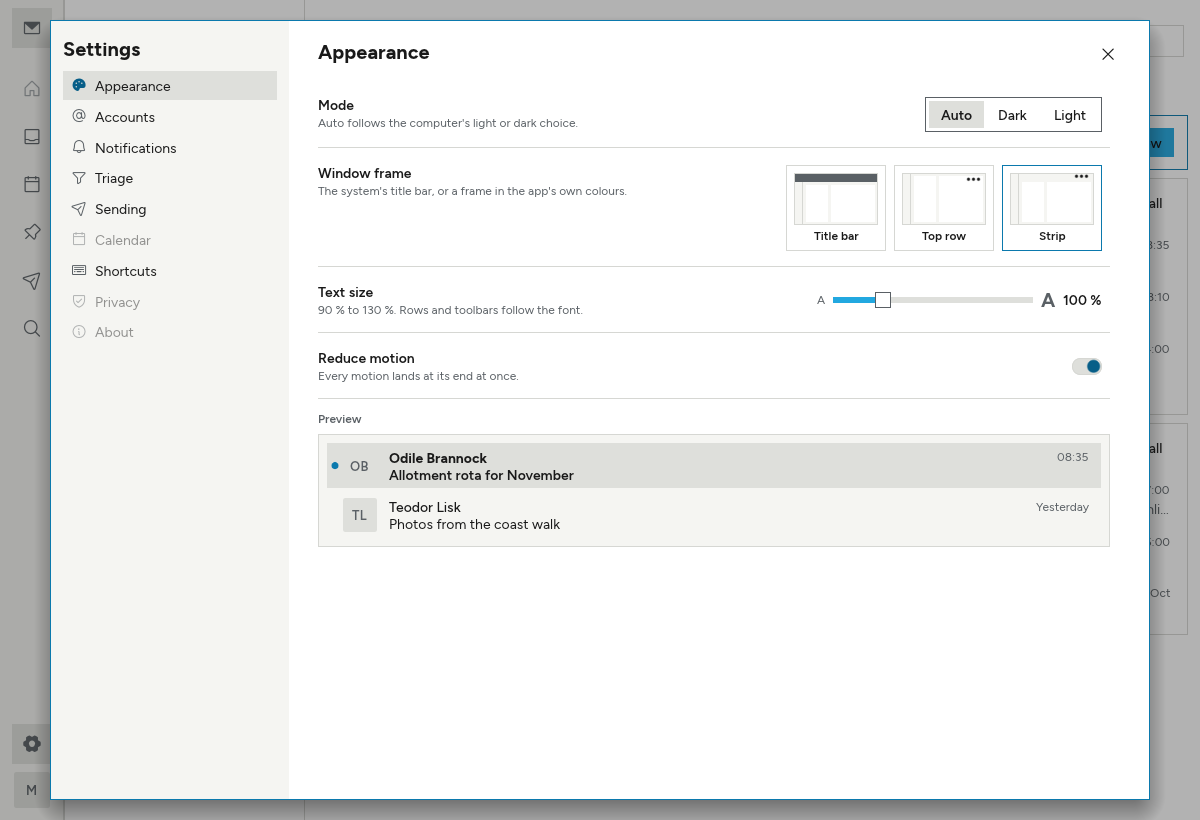 Settings
Appearance
Accounts
Notifications
Triage
Sending
Calendar
Shortcuts
Privacy
About
M
Appearance
Mode
Auto follows the computer's light or dark choice.
Auto Dark Light
Window frame
The system's title bar, or a frame in the app's own colours.
Title bar Top row Strip
Text size
90 % to 130 %. Rows and toolbars follow the font.
A A 100 %
Reduce motion
Every motion lands at its end at once.
Preview
OB
Odile Brannock
08:35
Allotment rota for November
TL
Teodor Lisk
Yesterday
Photos from the coast walk
Oct